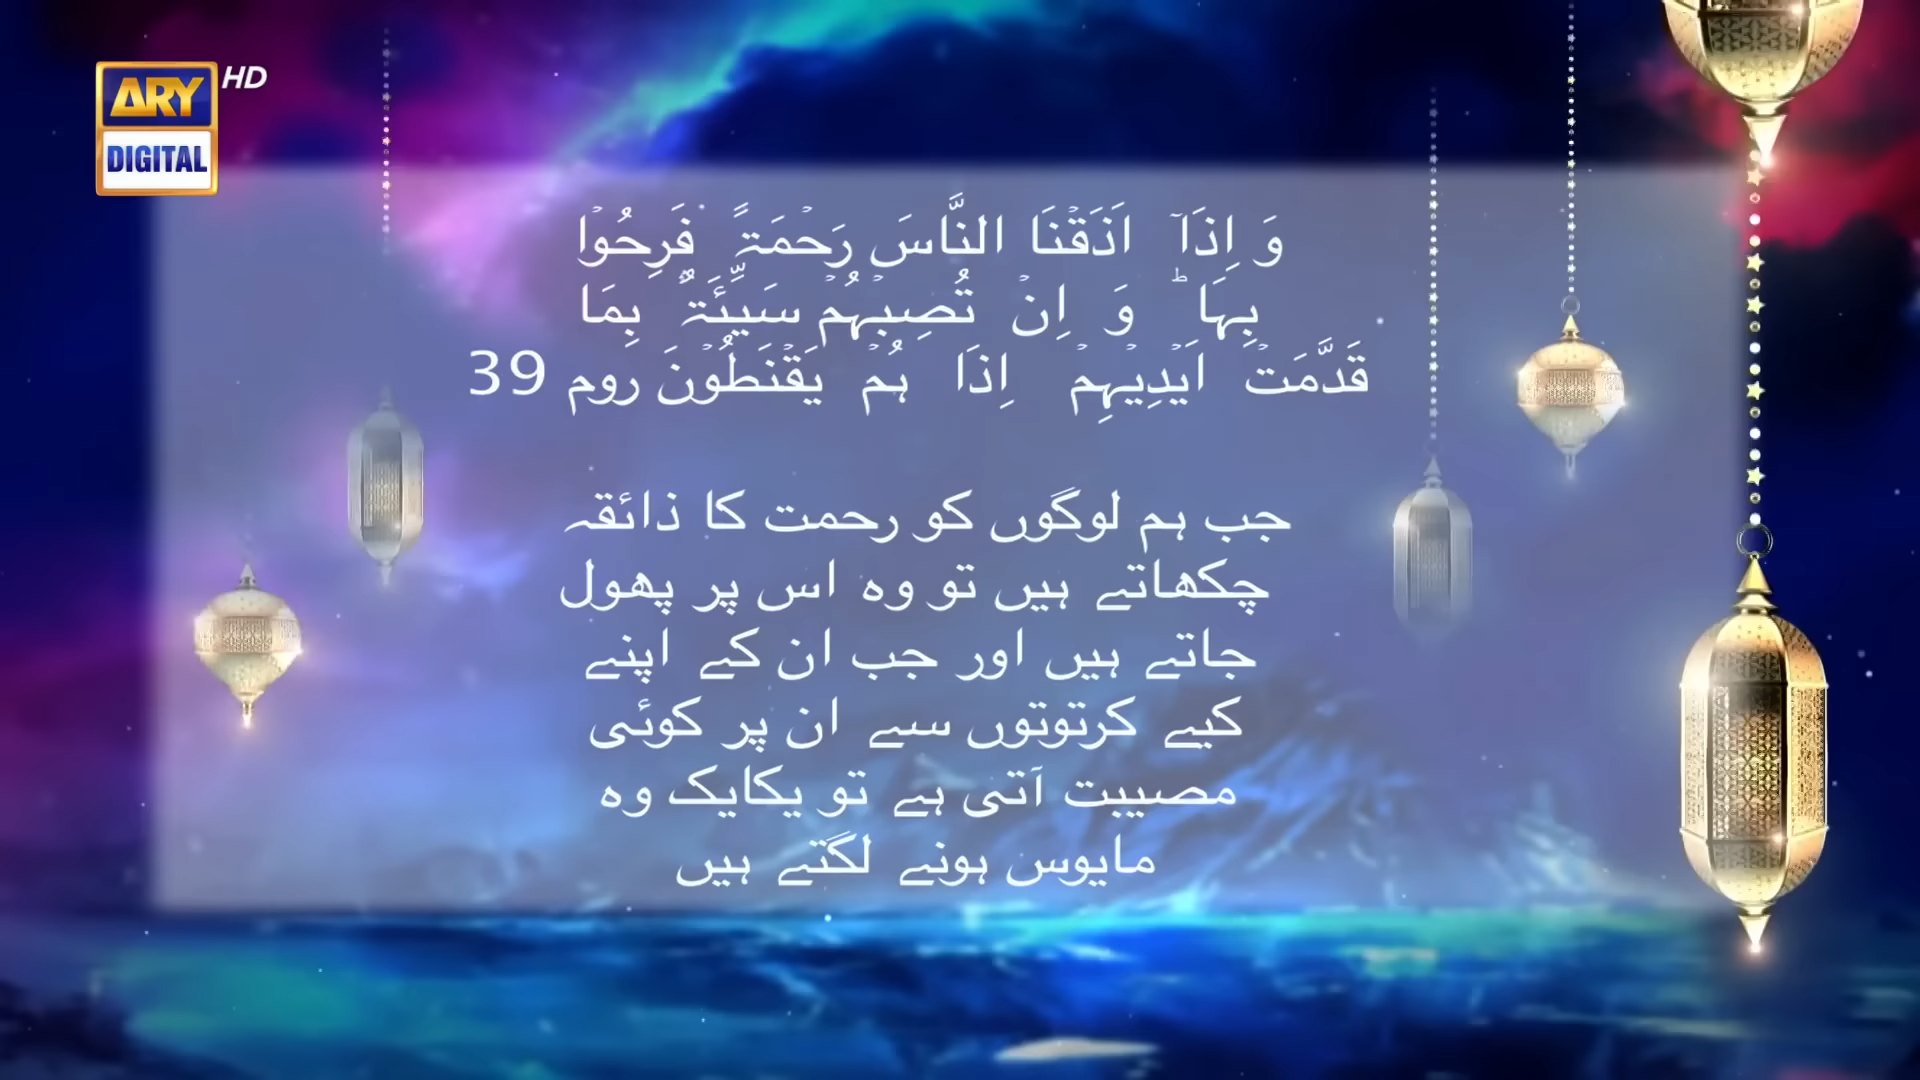 ARY HD
DIGITAL
وَ اِذَاۤ اَذَقۡنَا النَّاسَ رَحۡمَۃً فَرِحُوۡا
بِہَا ؕ وَ اِنۡ تُصِبۡہُمۡ سَیِّئَۃٌۢ بِمَا
قَدَّمَتۡ اَیۡدِیۡہِمۡ اِذَا ہُمۡ یَقۡنَطُوۡنَ روم 39
جب ہم لوگوں کو رحمت کا ذائقہ
چکھاتے ہیں تو وہ اس پر پھول
جاتے ہیں اور جب ان کے اپنے
کیے کرتوتوں سے ان پر کوئی
مصیبت آتی ہے تو یکایک وہ
مایوس ہونے لگتے ہیں